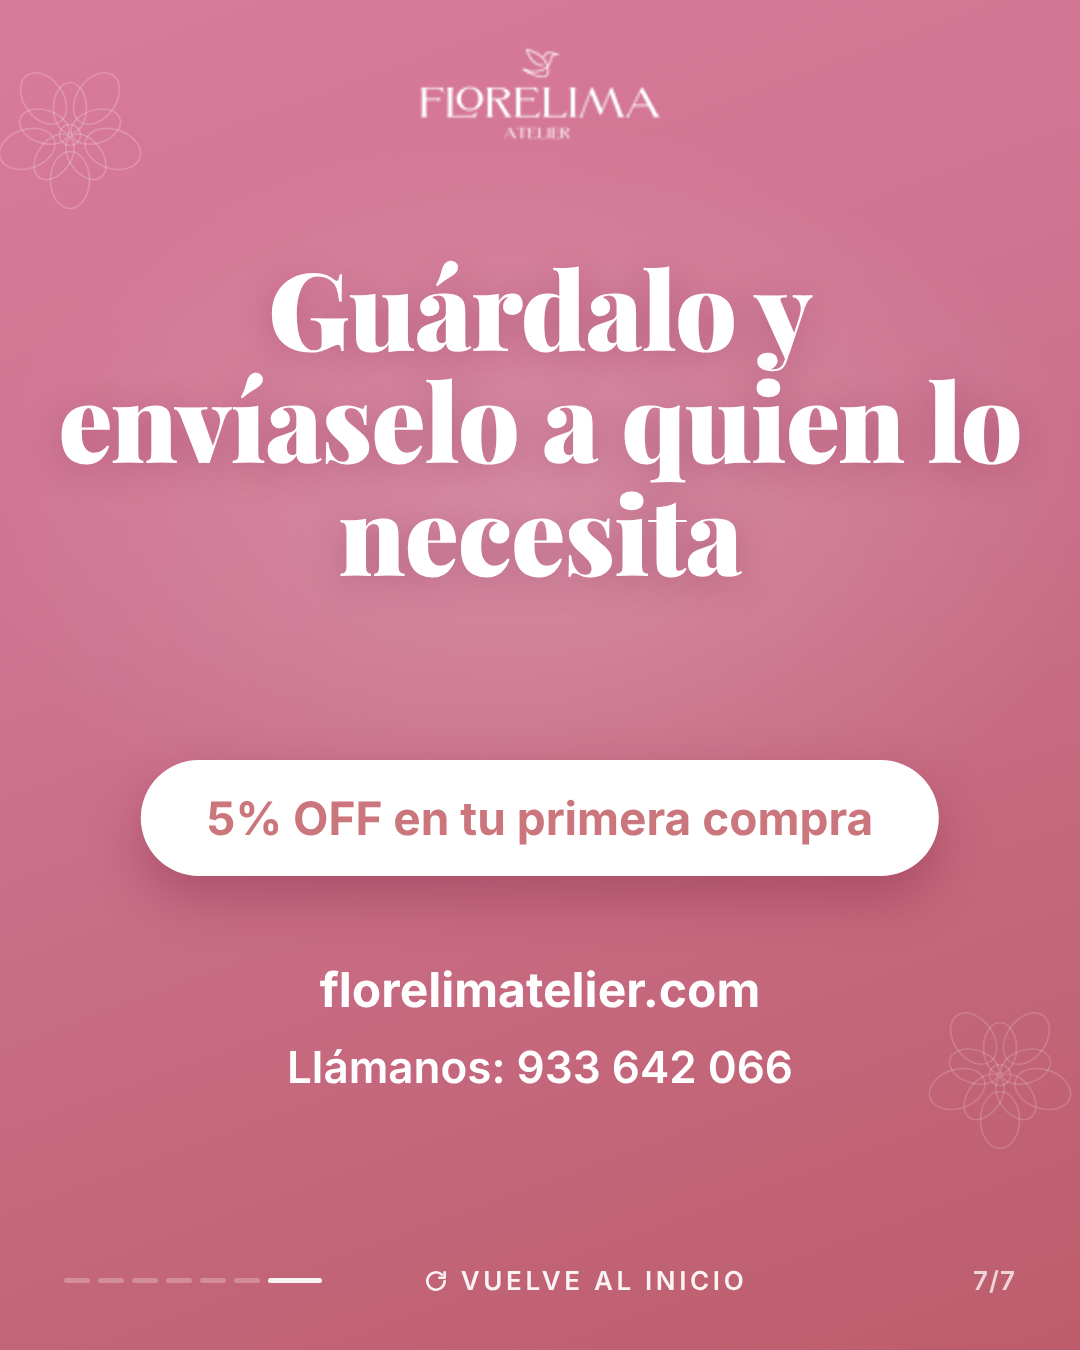 FLORELIMA
ATELIER
Guárdalo y
envíaselo a quien lo
necesita
5% OFF en tu primera compra
florelimatelier.com
Llámanos: 933 642 066
VUELVE AL INICIO
7/7